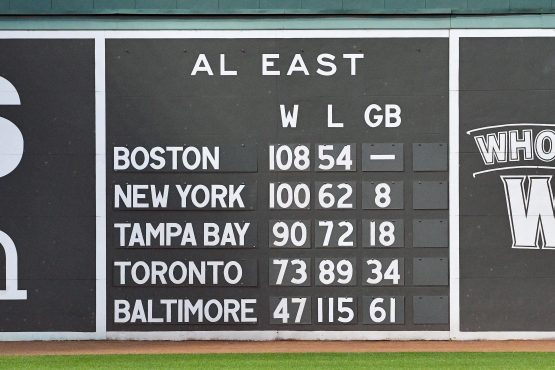 AL EAST
W L GB
BOSTON 108 54 —
NEW YORK 100 62 8
TAMPA BAY 90 72 18
TORONTO 73 89 34
BALTIMORE 47 115 61